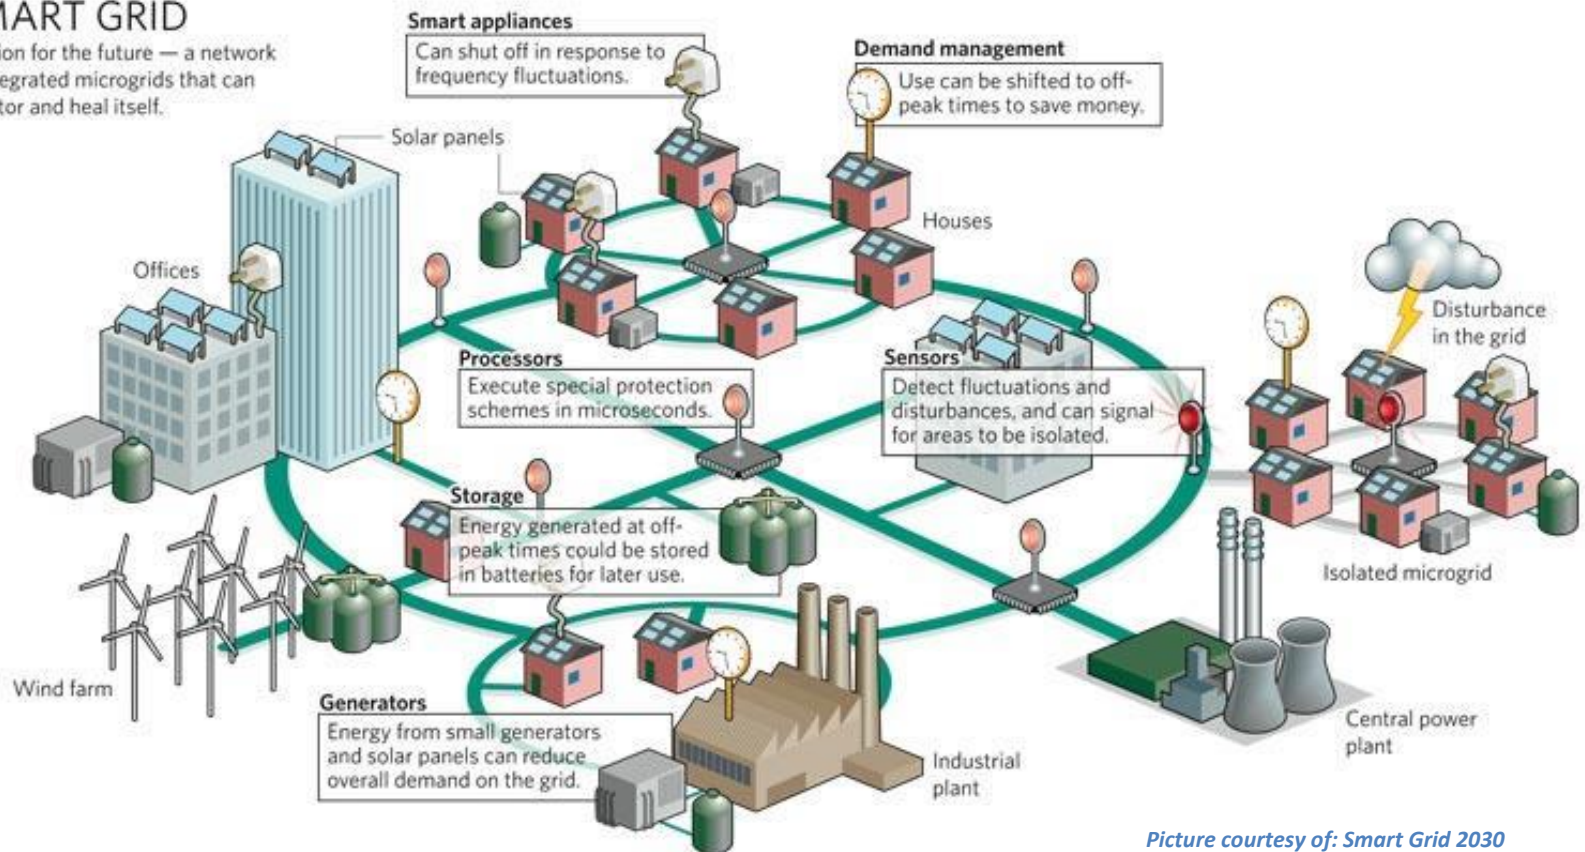 MART GRID
ion for the future — a network
egrated microgrids that can
tor and heal itself.
Smart appliances
Can shut off in response to
frequency fluctuations.
Demand management
Use can be shifted to off-
peak times to save money.
Solar panels
Houses
Offices
Disturbance
in the grid
Processors
Execute special protection
schemes in microseconds.
Sensors
Detect fluctuations and
disturbances, and can signal
for areas to be isolated.
Storage
Energy generated at off-
peak times could be stored
in batteries for later use.
Isolated microgrid
Wind farm
Generators
Energy from small generators
and solar panels can reduce
overall demand on the grid.
Central power
plant
Industrial
plant
Picture courtesy of: Smart Grid 2030